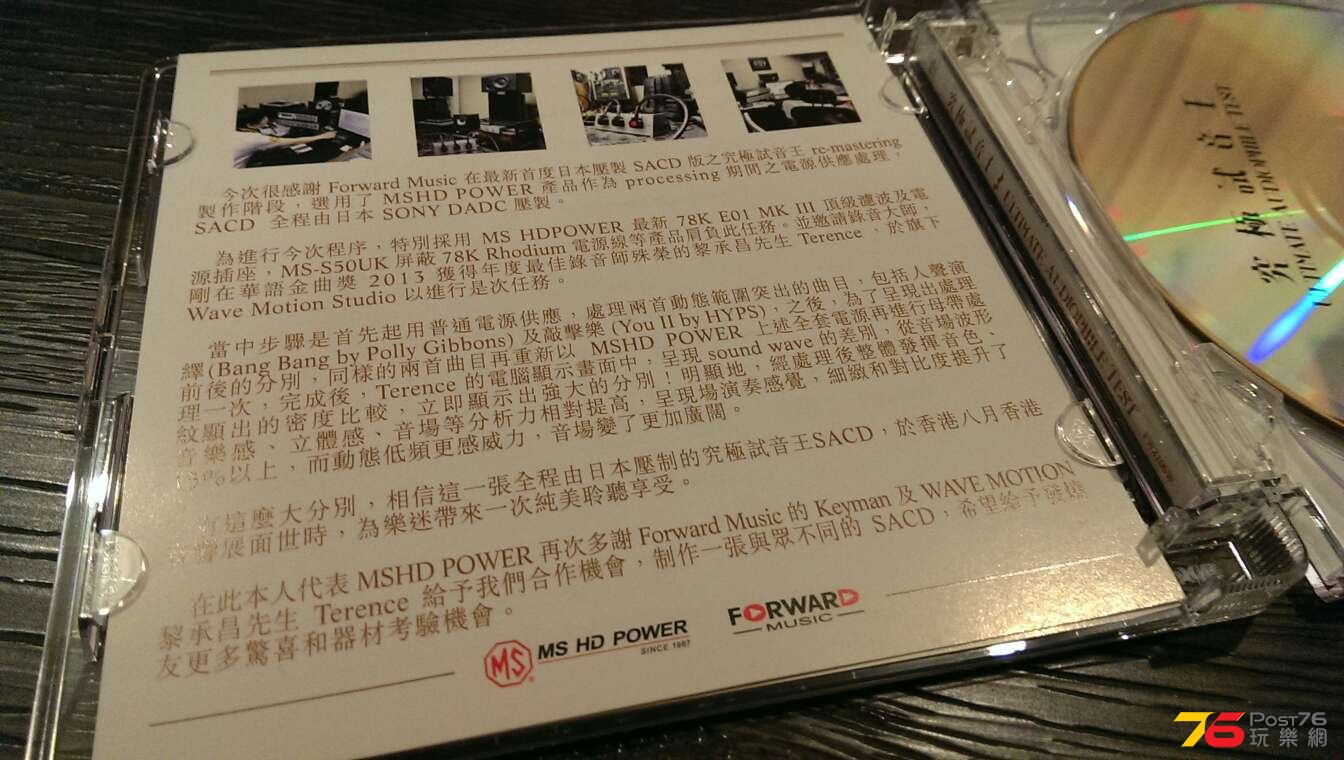 今次很感謝 Forward Music 在最新首度日本壓製 SACD 版之究極試音王 re-mastering
製作階段，選用了 MSHD POWER 產品作為 processing 期間之電源供應處理，
SACD 全程由日本 SONY DADC 壓製。
為進行今次程序，特別採用 MS HDPOWER 最新 78K E01 MK III 頂級濾波及電
源插座，MS-S50UK 屏蔽 78K Rhodium 電源線等產品肩負此任務。並邀請錄音大師，
剛在華語金曲獎 2013 獲得年度最佳錄音師殊榮的黎承昌先生 Terence，於旗下
Wave Motion Studio 以進行是次任務。
當中步驟是首先起用普通電源供應，處理兩首動態範圍突出的曲目，包括人聲演
繹 (Bang Bang by Polly Gibbons) 及敲擊樂 (You II by HYPS)，之後，為了呈現出處理
前後的分別，同樣的兩首曲目再重新以 MSHD POWER 上述全套電源再進行母帶處
理一次，完成後，Terence 的電腦顯示畫面中，呈現 sound wave 的差別，從音場波形
紋顯出的密度比較，立即顯示出強大的分別！明顯地，經處理後整體發揮音色、
音樂感、立體感、音場等分析力相對提高，呈現場演奏感覺，細緻和對比度提升了
%以上，而動態低頻更感威力，音場變了更加廣闊。
有這麼大分別，相信這一張全程由日本壓制的究極試音王SACD，於香港八月香港
音響展面世時，為樂迷帶來一次純美聆聽享受。
在此本人代表 MSHD POWER 再次多謝 Forward Music 的 Keyman 及 WAVE MOTION
黎承昌先生 Terence 給予我們合作機會，制作一張與眾不同的 SACD，希望給予發燒
友更多驚喜和器材考驗機會。
MS MS HD POWER
SINCE 1987
FORWARD
MUSIC
究極試音王 ULTIMATE AUDIOPHILE TEST
究極試音王
ULTIMATE AUDIOPHILE TEST
76 Post76
玩樂網